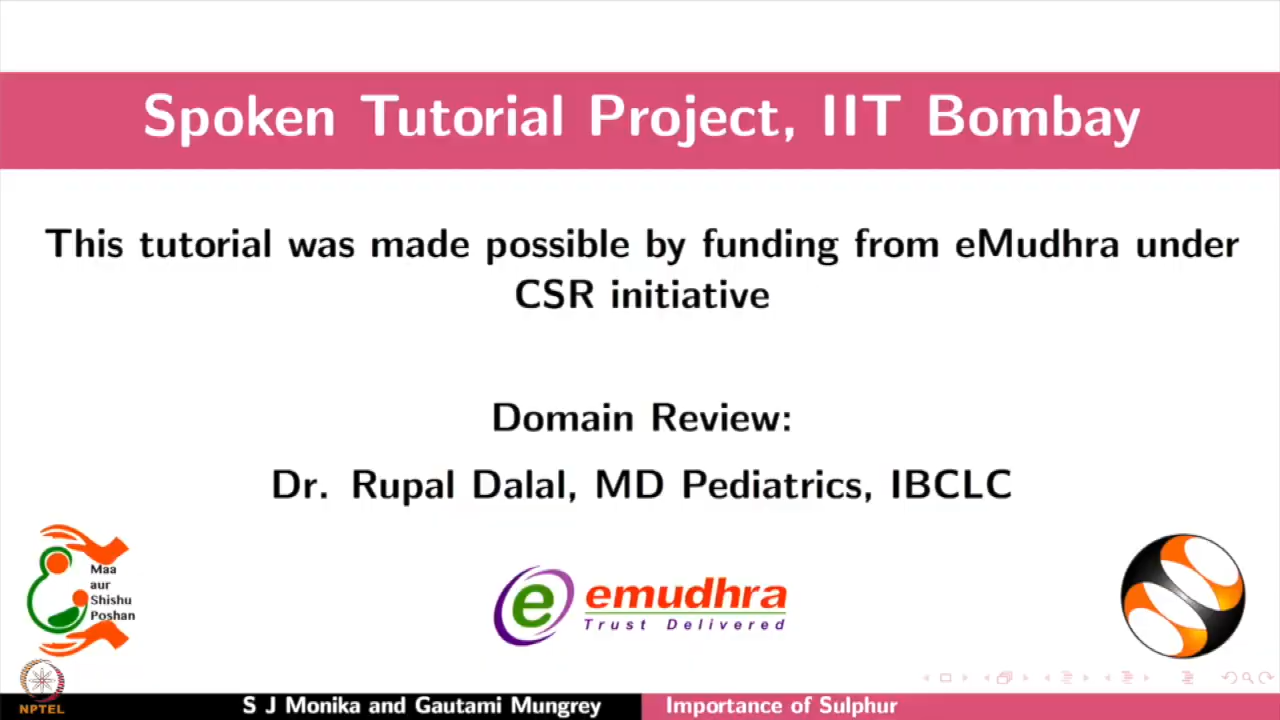 Spoken Tutorial Project, IIT Bombay
This tutorial was made possible by funding from eMudhra under
CSR initiative
Domain Review:
Dr. Rupal Dalal, MD Pediatrics, IBCLC
Maa
aur
Shishu
Poshan
e emudhra
Trust Delivered
NPTEL
S J Monika and Gautami Mungrey
Importance of Sulphur